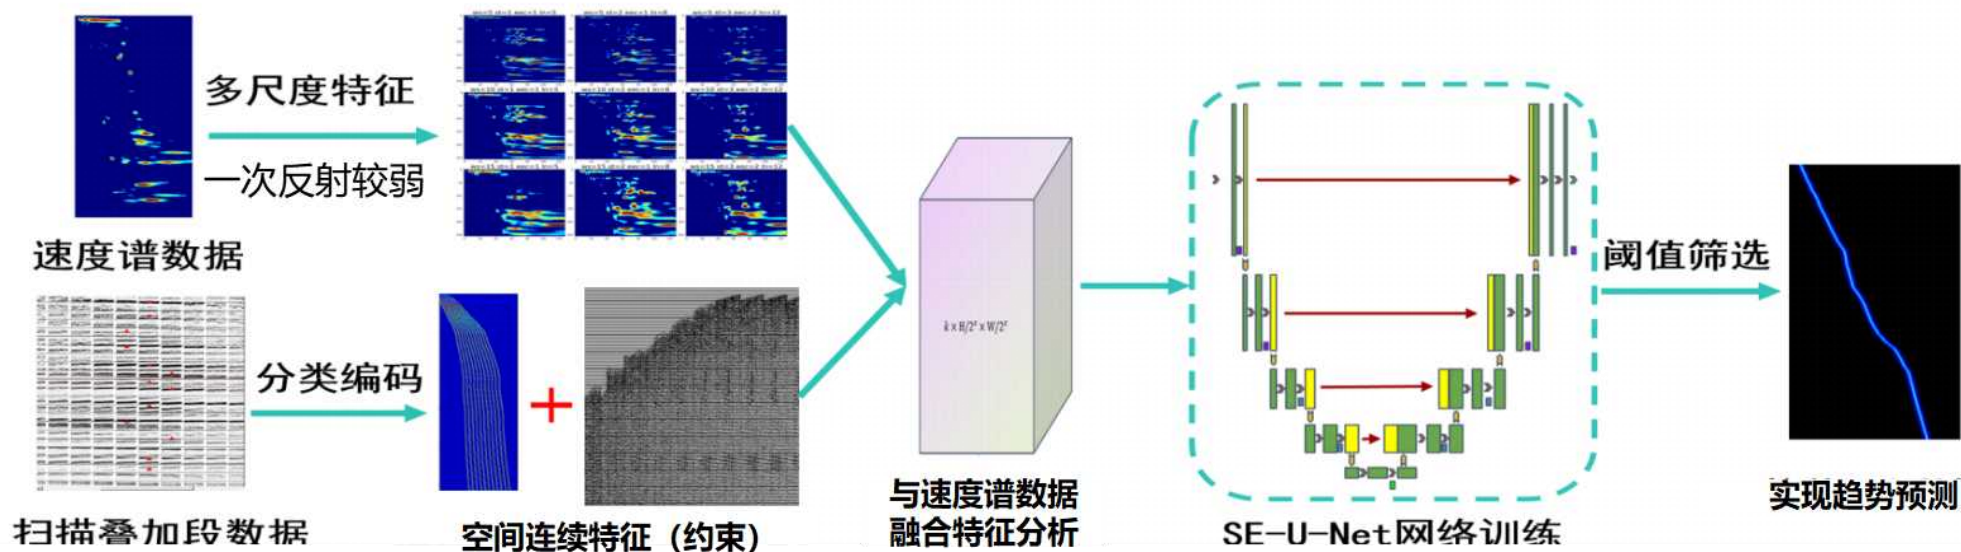 多尺度特征
一次反射较弱
速度谱数据
分类编码
扫描叠加段数据
空间连续特征（约束）
k×H/2^r×W/2^r
与速度谱数据
融合特征分析
SE-U-Net网络训练
阈值筛选
实现趋势预测